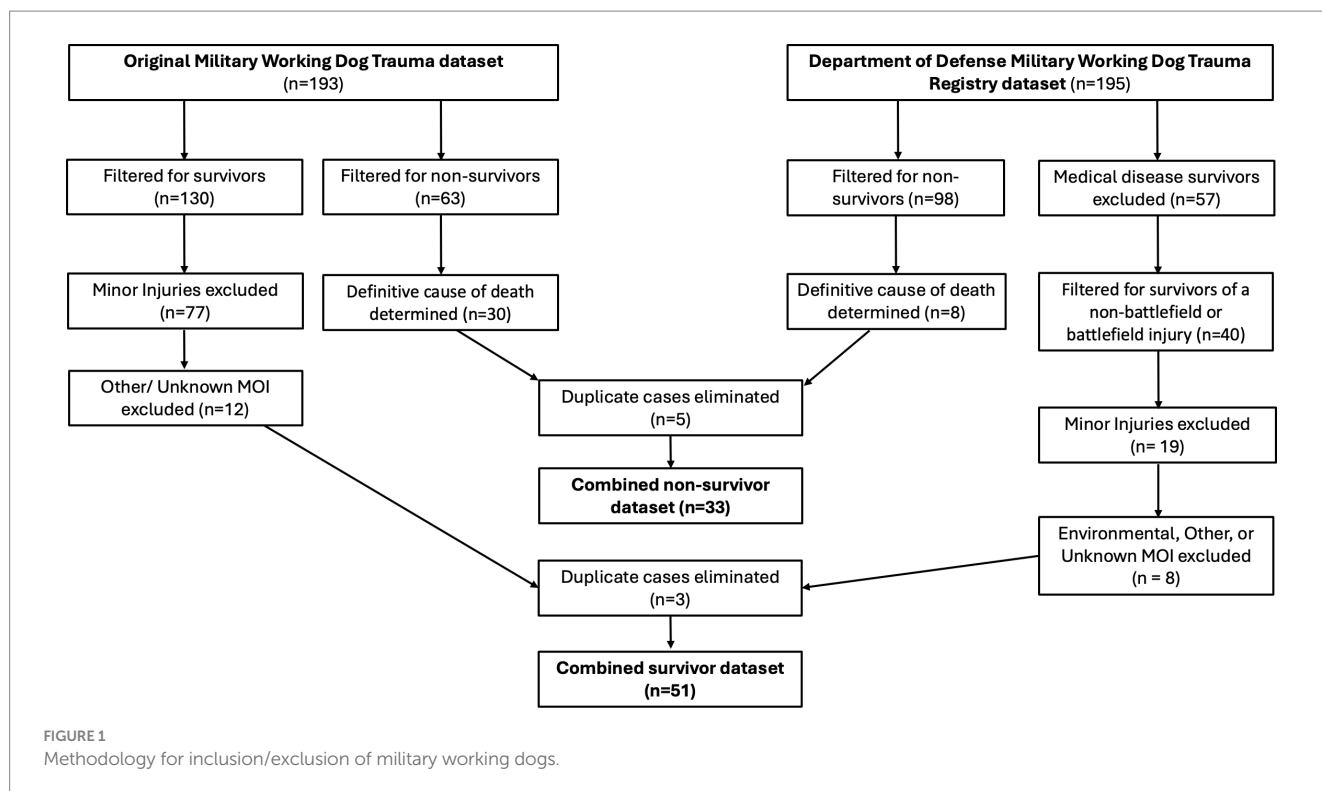 Original Military Working Dog Trauma dataset
(n=193)
Department of Defense Military Working Dog Trauma
Registry dataset (n=195)
Filtered for survivors
(n=130)
Filtered for non-survivors
(n=63)
Filtered for non-
survivors (n=98)
Medical disease survivors
excluded (n=57)
Minor Injuries excluded
(n=77)
Definitive cause of death
determined (n=30)
Definitive cause of death
determined (n=8)
Filtered for survivors of a
non-battlefield or
battlefield injury (n=40)
Other/ Unknown MOI
excluded (n=12)
Duplicate cases eliminated
(n=5)
Minor Injuries excluded
(n= 19)
Combined non-survivor
dataset (n=33)
Environmental, Other, or
Unknown MOI excluded
(n = 8)
Duplicate cases eliminated
(n=3)
Combined survivor dataset
(n=51)
FIGURE 1
Methodology for inclusion/exclusion of military working dogs.